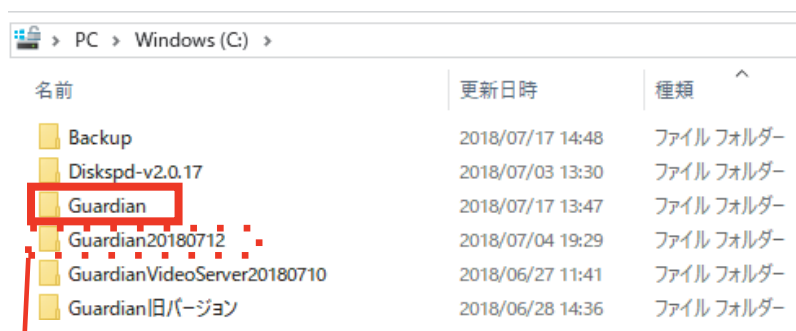 PC > Windows (C:) >
名前 更新日時 種類
Backup 2018/07/17 14:48 ファイル フォルダー
Diskspd-v2.0.17 2018/07/03 13:30 ファイル フォルダー
Guardian 2018/07/17 13:47 ファイル フォルダー
Guardian20180712 2018/07/04 19:29 ファイル フォルダー
GuardianVideoServer20180710 2018/06/27 11:41 ファイル フォルダー
Guardian旧バージョン 2018/06/28 14:36 ファイル フォルダー